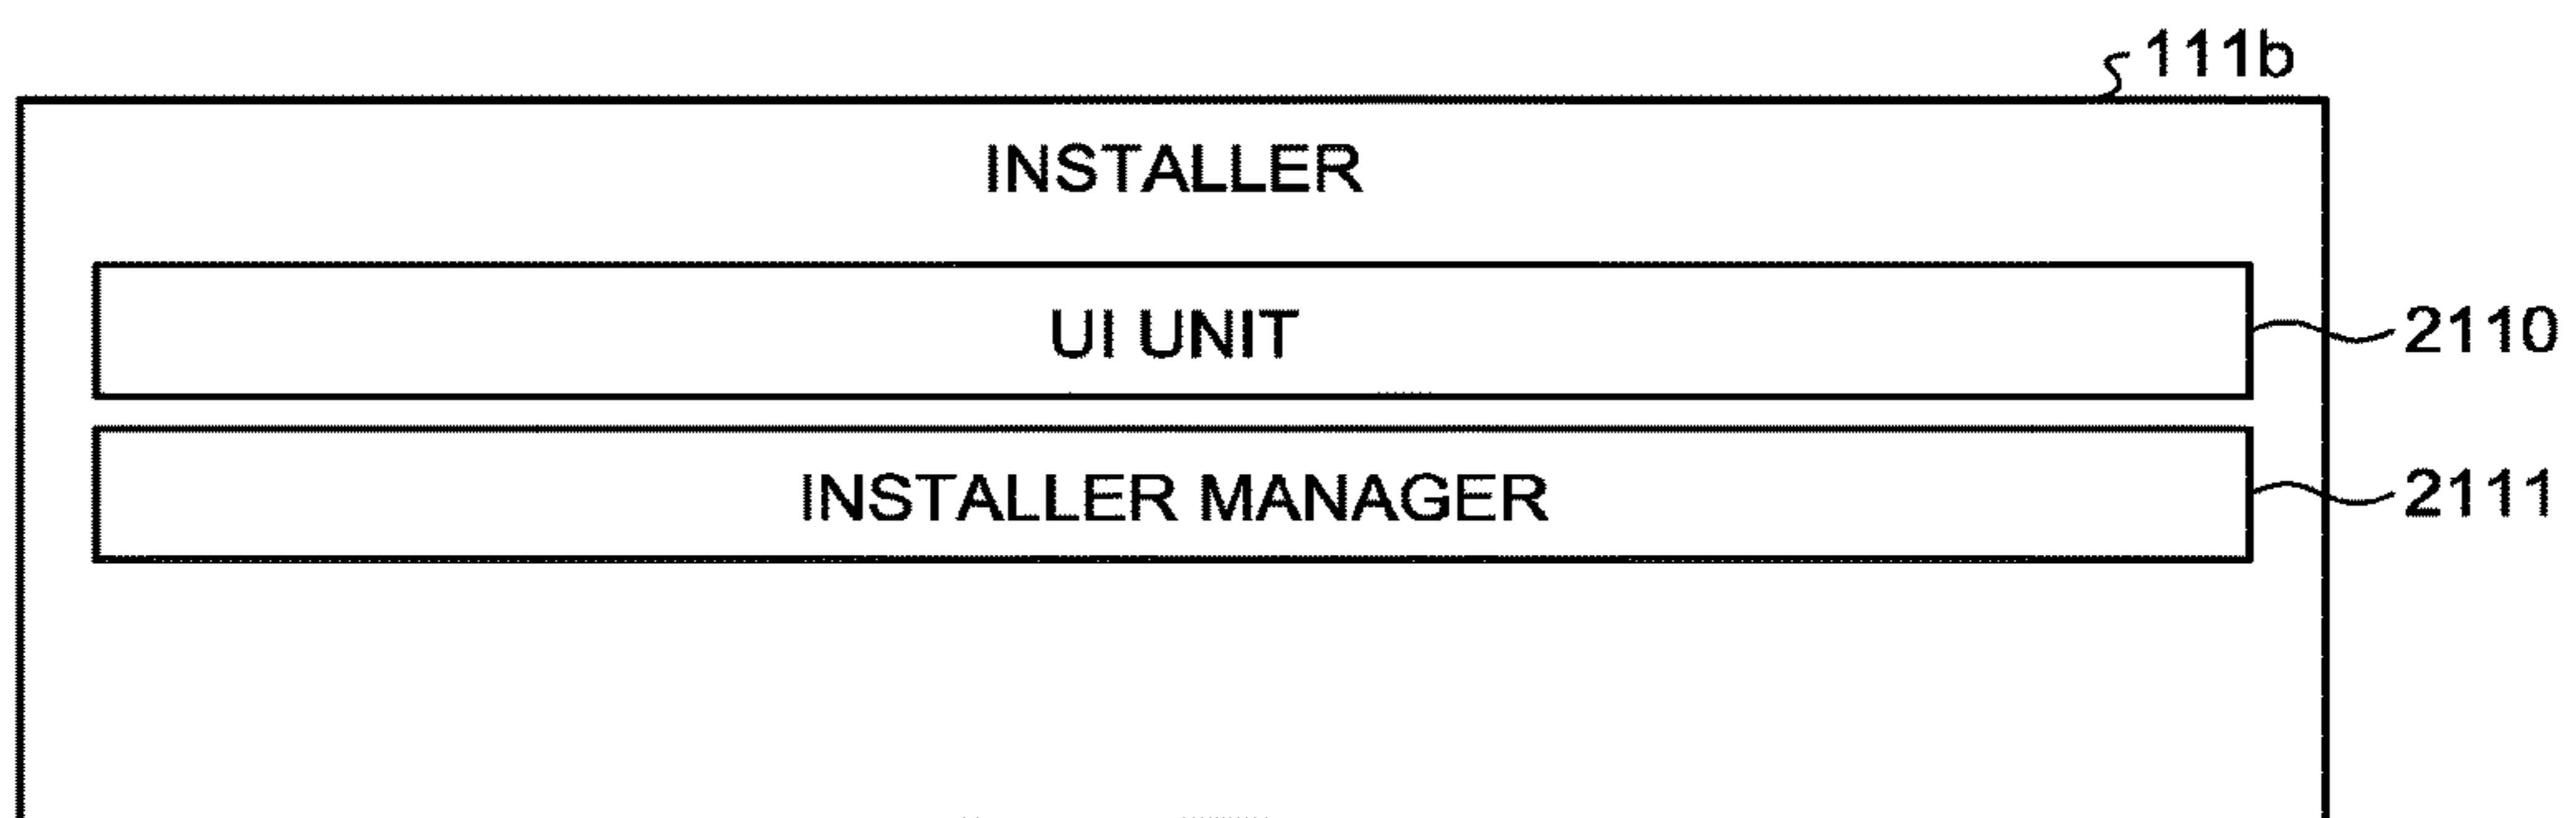 111b
INSTALLER
UI UNIT
2110
INSTALLER MANAGER
2111